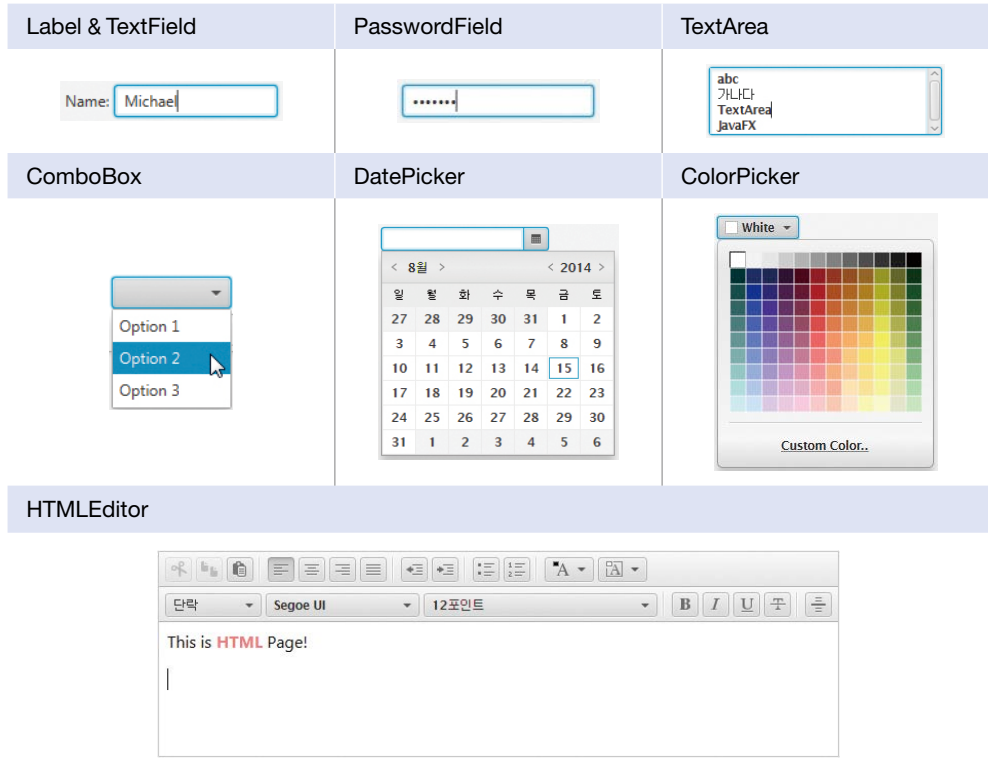 Label & TextField PasswordField TextArea
Name: Michael
•••••••
abc
가나다
TextArea
JavaFX
ComboBox DatePicker ColorPicker
Option 1
Option 2
Option 3
< 8월 > < 2014 >
일 월 화 수 목 금 토
27 28 29 30 31 1 2
3 4 5 6 7 8 9
10 11 12 13 14 15 16
17 18 19 20 21 22 23
24 25 26 27 28 29 30
31 1 2 3 4 5 6
White
Custom Color..
HTMLEditor
단락 Segoe UI 12포인트 B I U T
This is HTML Page!